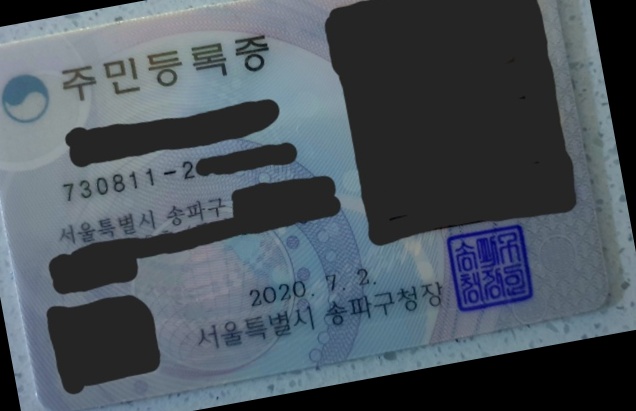 주민등록증
730811-2
서울특별시 송파구
2020. 7. 2.
서울특별시 송파구청장